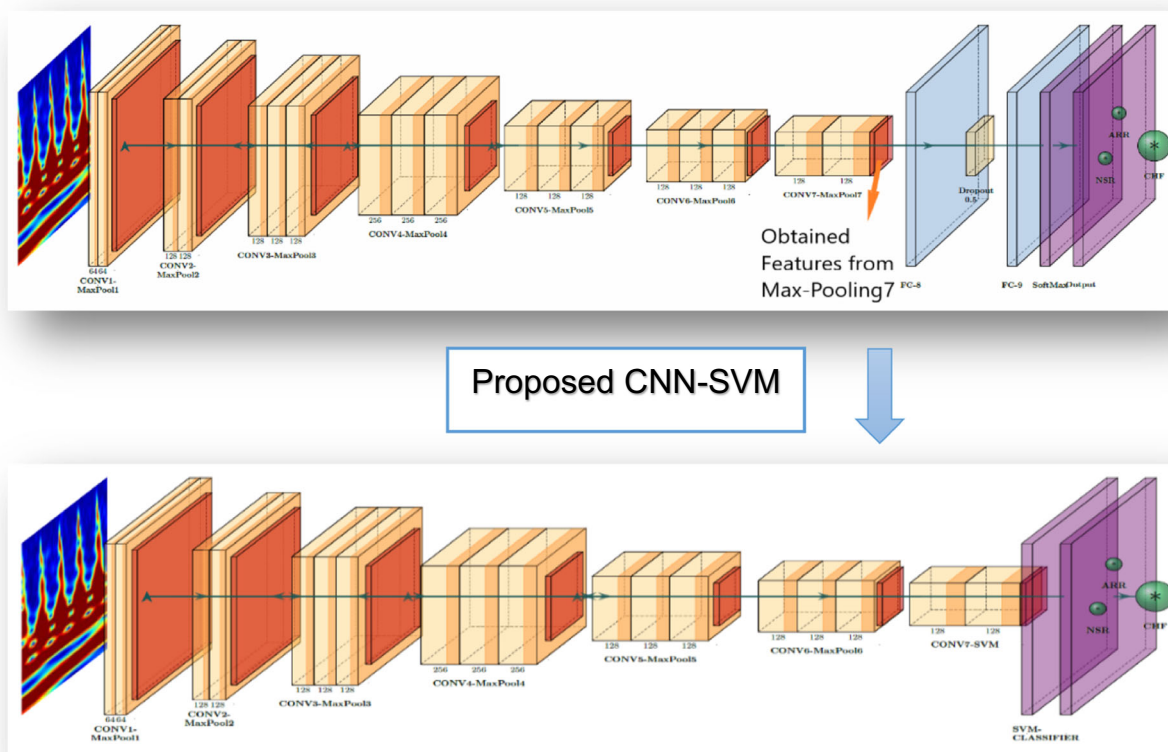 64 64
CONV1-
MaxPool1
128 128
CONV2-
MaxPool2
128 128 128
CONV3-MaxPool3
256 256 256
CONV4-MaxPool4
128 128 128
CONV5-MaxPool5
128 128 128
CONV6-MaxPool6
128 128
CONV7-MaxPool7
Obtained
Features from
Max-Pooling7
FC-8
Dropout
0.5
FC-9
SoftMax
Output
ARR
NSR
*
CHF
Proposed CNN-SVM
64 64
CONV1-
MaxPool1
128 128
CONV2-
MaxPool2
128 128 128
CONV3-MaxPool3
256 256 256
CONV4-MaxPool4
128 128 128
CONV5-MaxPool5
128 128 128
CONV6-MaxPool6
128 128
CONV7-SVM
SVM-
CLASSIFIER
ARR
NSR
*
CHF